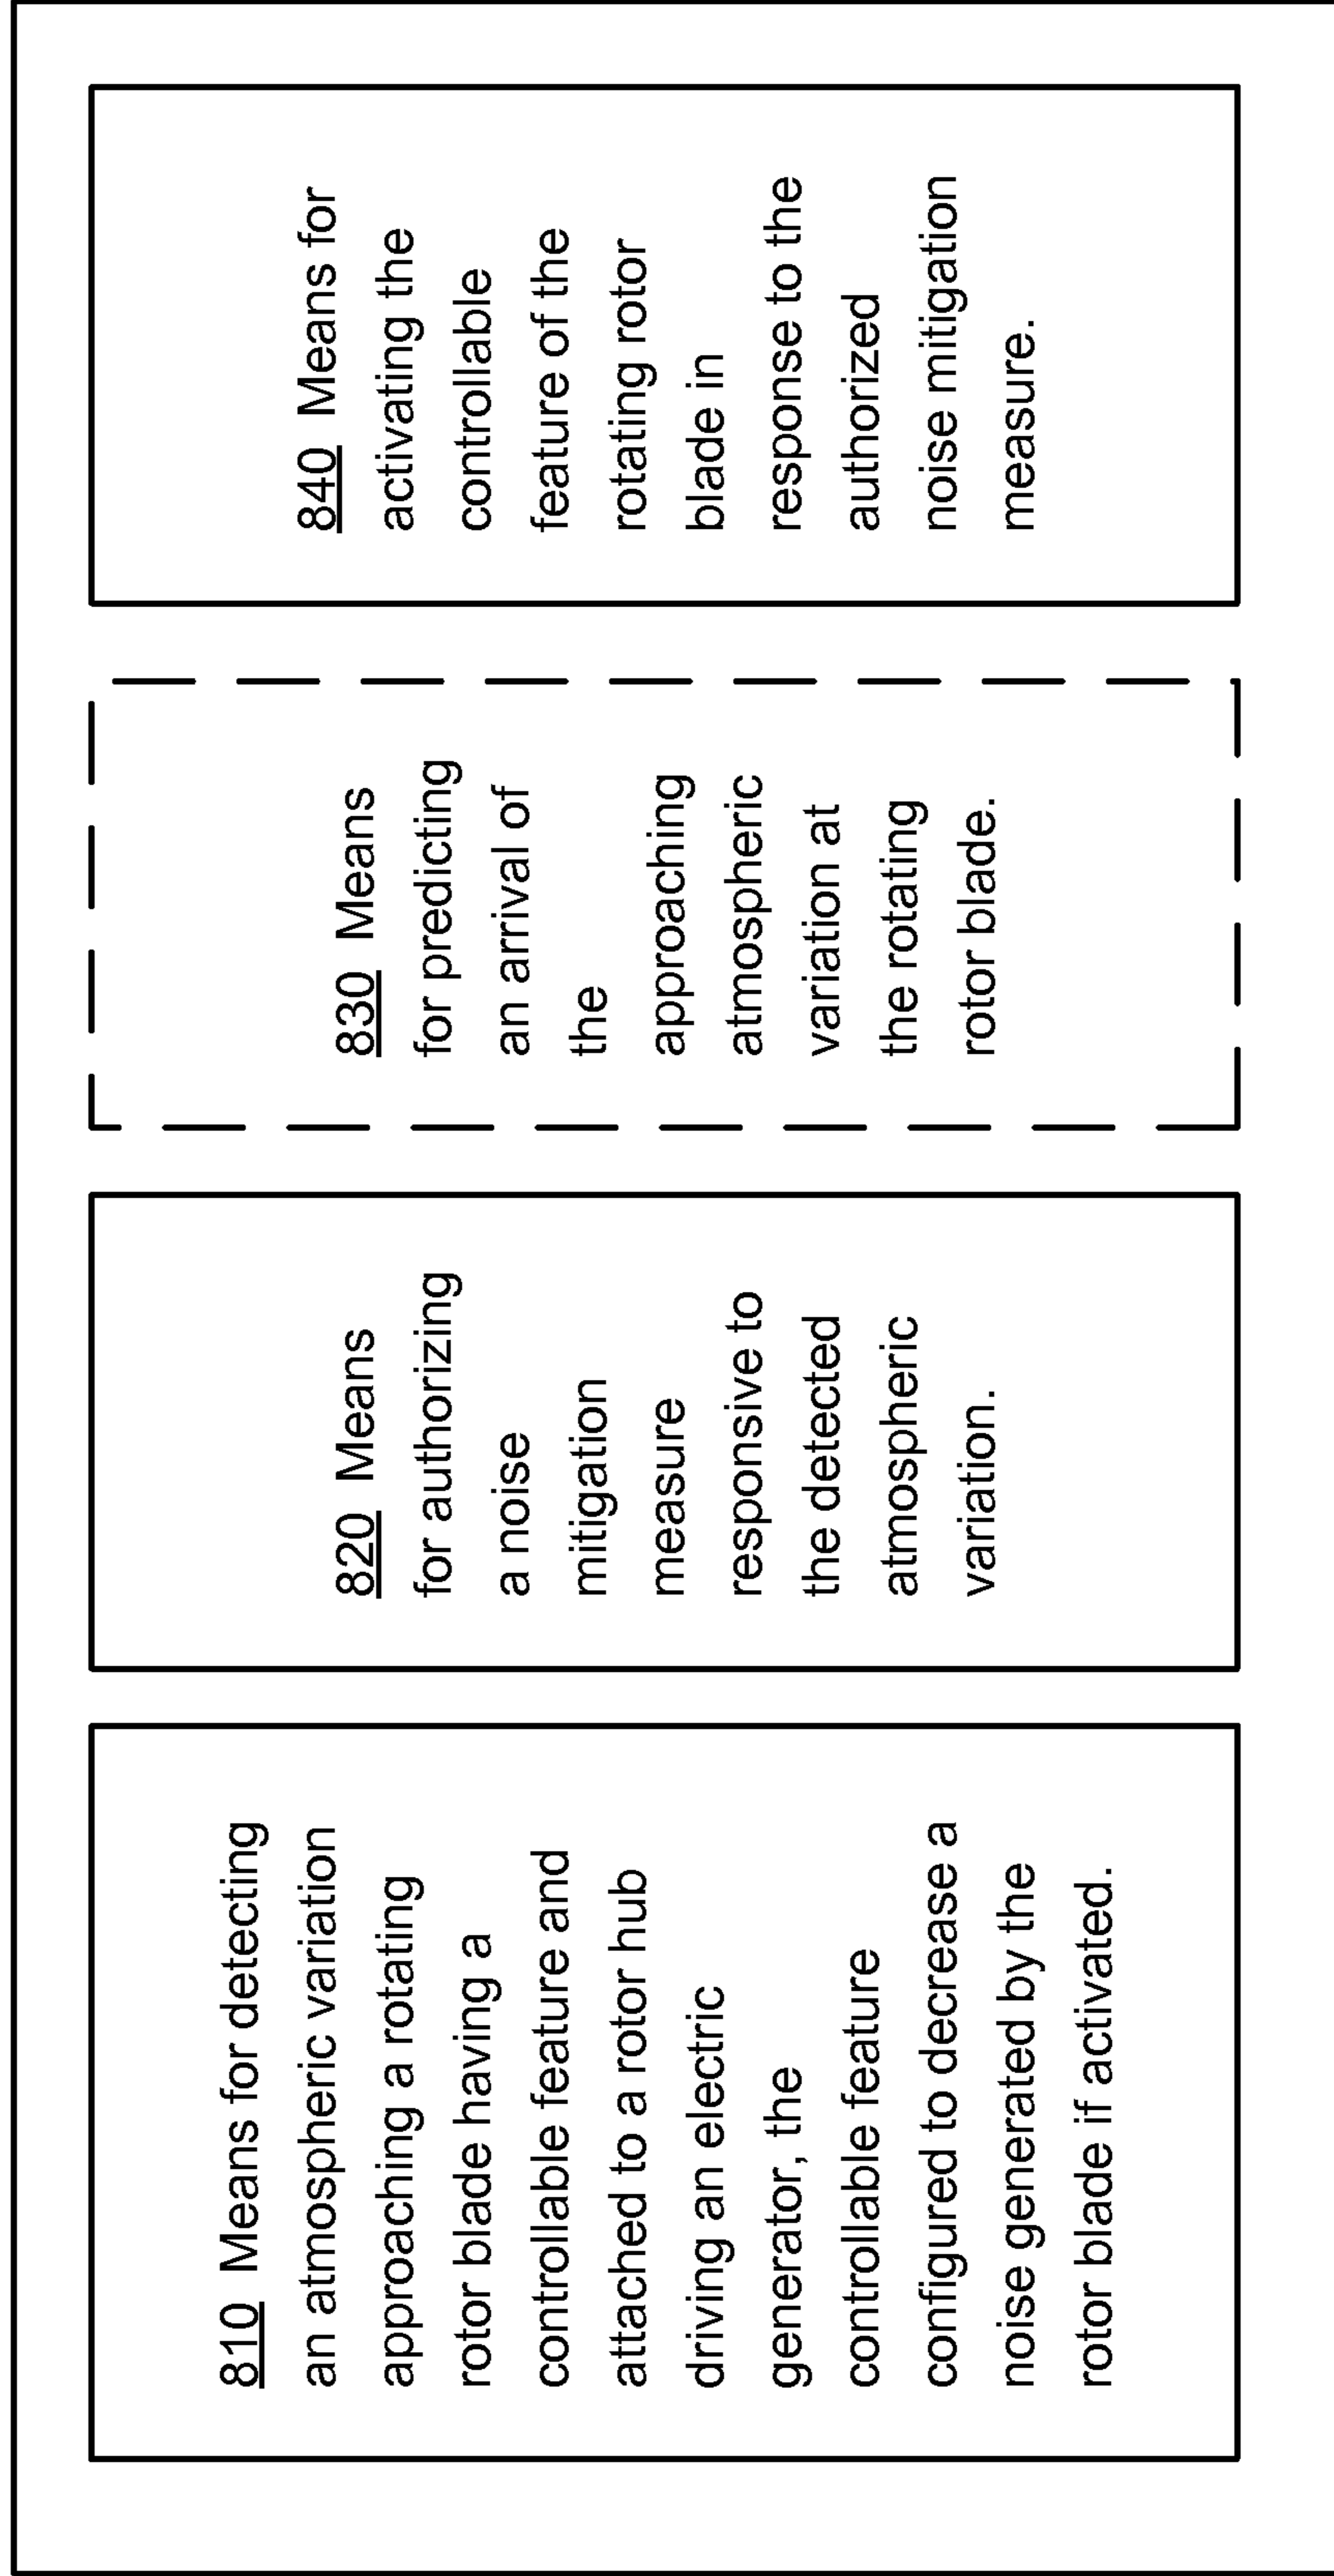 810 Means for detecting
an atmospheric variation
approaching a rotating
rotor blade having a
controllable feature and
attached to a rotor hub
driving an electric
generator, the
controllable feature
configured to decrease a
noise generated by the
rotor blade if activated.
820 Means
for authorizing
a noise
mitigation
measure
responsive to
the detected
atmospheric
variation.
830 Means
for predicting
an arrival of
the
approaching
atmospheric
variation at
the rotating
rotor blade.
840 Means for
activating the
controllable
feature of the
rotating rotor
blade in
response to the
authorized
noise mitigation
measure.